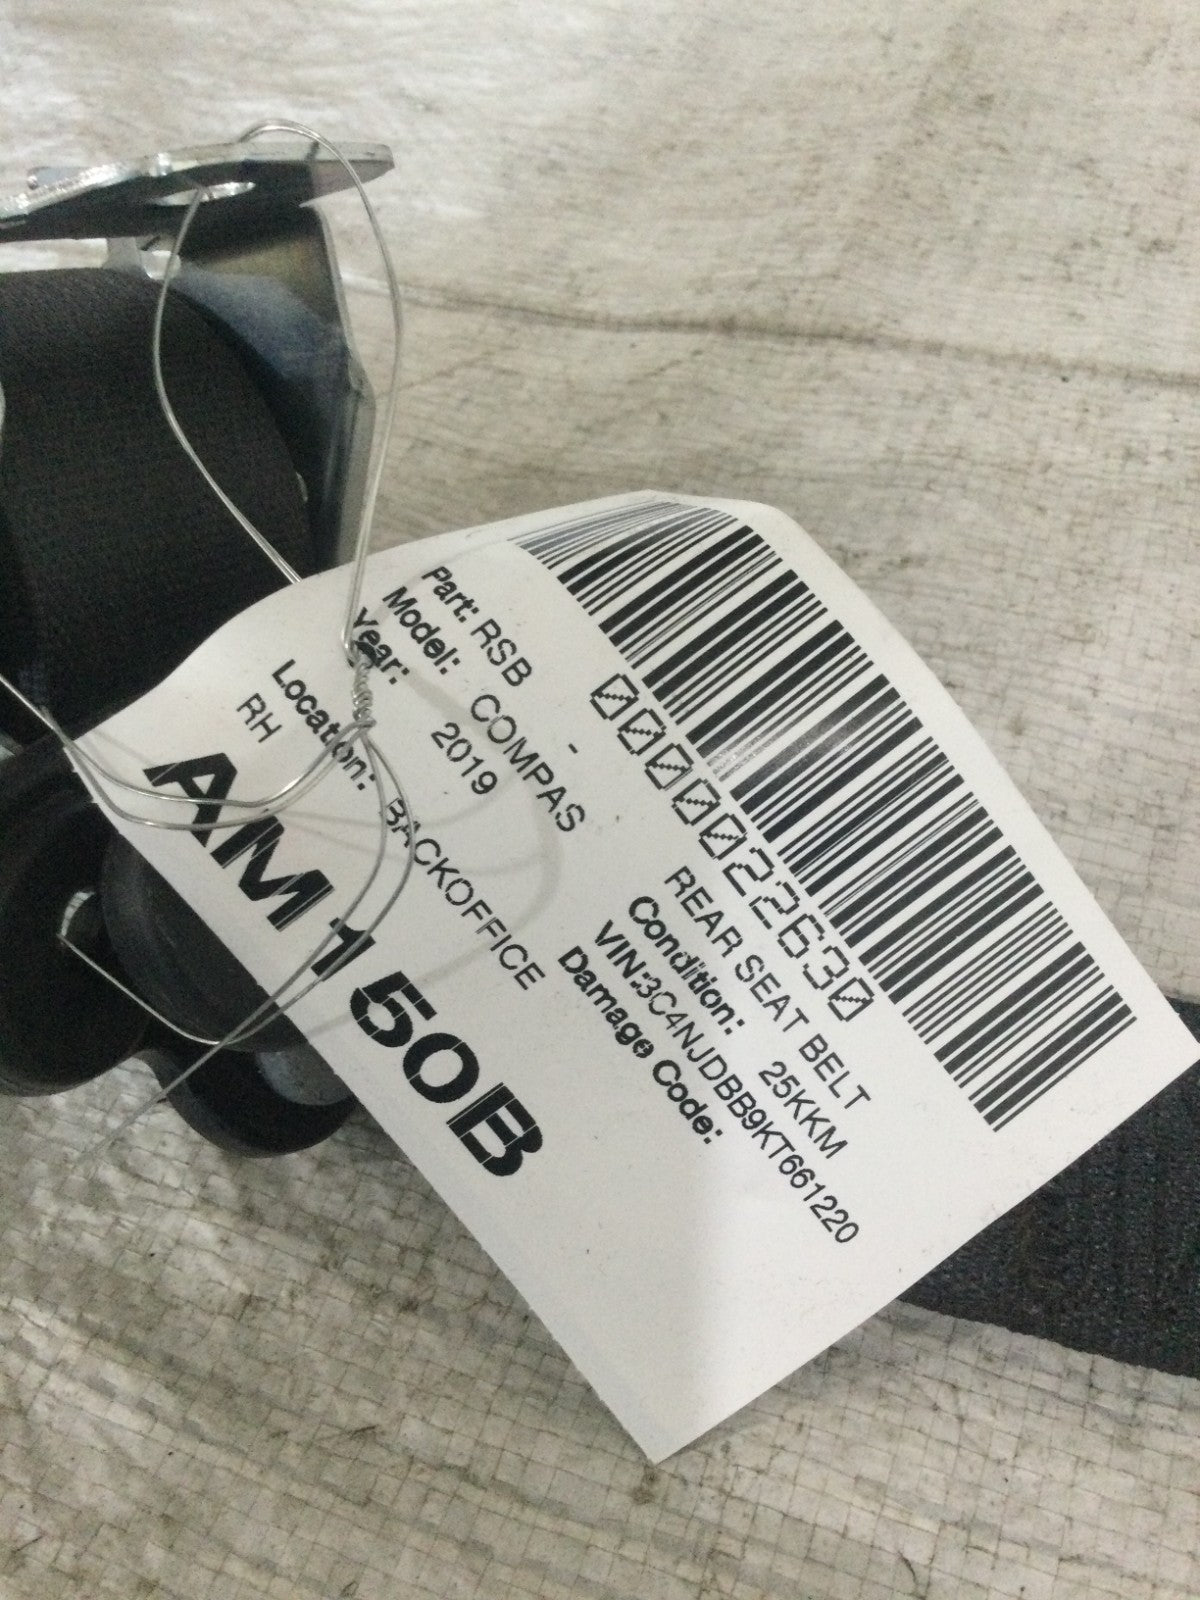 0000022630
Part: RSB - REAR SEAT BELT
Model: COMPAS Condition: 25KKM
Year: 2019 VIN:3C4NJDBB9KT661220
Damage Code:
Location: BACKOFFICE
RH
AM150B